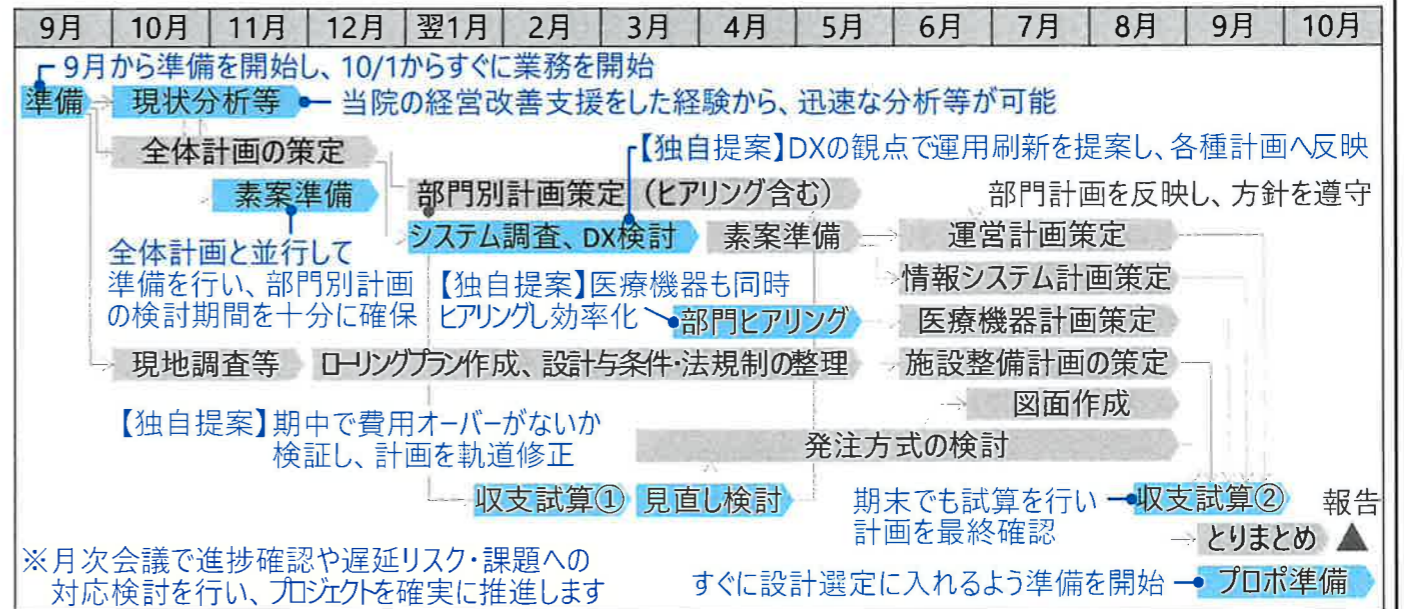 9月 10月 11月 12月 翌1月 2月 3月 4月 5月 6月 7月 8月 9月 10月
9月から準備を開始し、10/1からすぐに業務を開始
準備 現状分析等 当院の経営改善支援をした経験から、迅速な分析等が可能
全体計画の策定
【独自提案】DXの観点で運用刷新を提案し、各種計画へ反映
素案準備
部門別計画策定（ヒアリング含む）
部門計画を反映し、方針を遵守
システム調査、DX検討 素案準備 運営計画策定
全体計画と並行して
準備を行い、部門別計画
の検討期間を十分に確保
【独自提案】医療機器も同時
ヒアリングし効率化
情報システム計画策定
部門ヒアリング 医療機器計画策定
現地調査等 ローリングプラン作成、設計与条件・法規制の整理 施設整備計画の策定
図面作成
【独自提案】期中で費用オーバーがないか
検証し、計画を軌道修正
発注方式の検討
収支試算① 見直し検討
期末でも試算を行い
計画を最終確認
収支試算② 報告
とりまとめ ▲
※月次会議で進捗確認や遅延リスク・課題への
対応検討を行い、プロジェクトを確実に推進します
すぐに設計選定に入れるよう準備を開始 プロポ準備